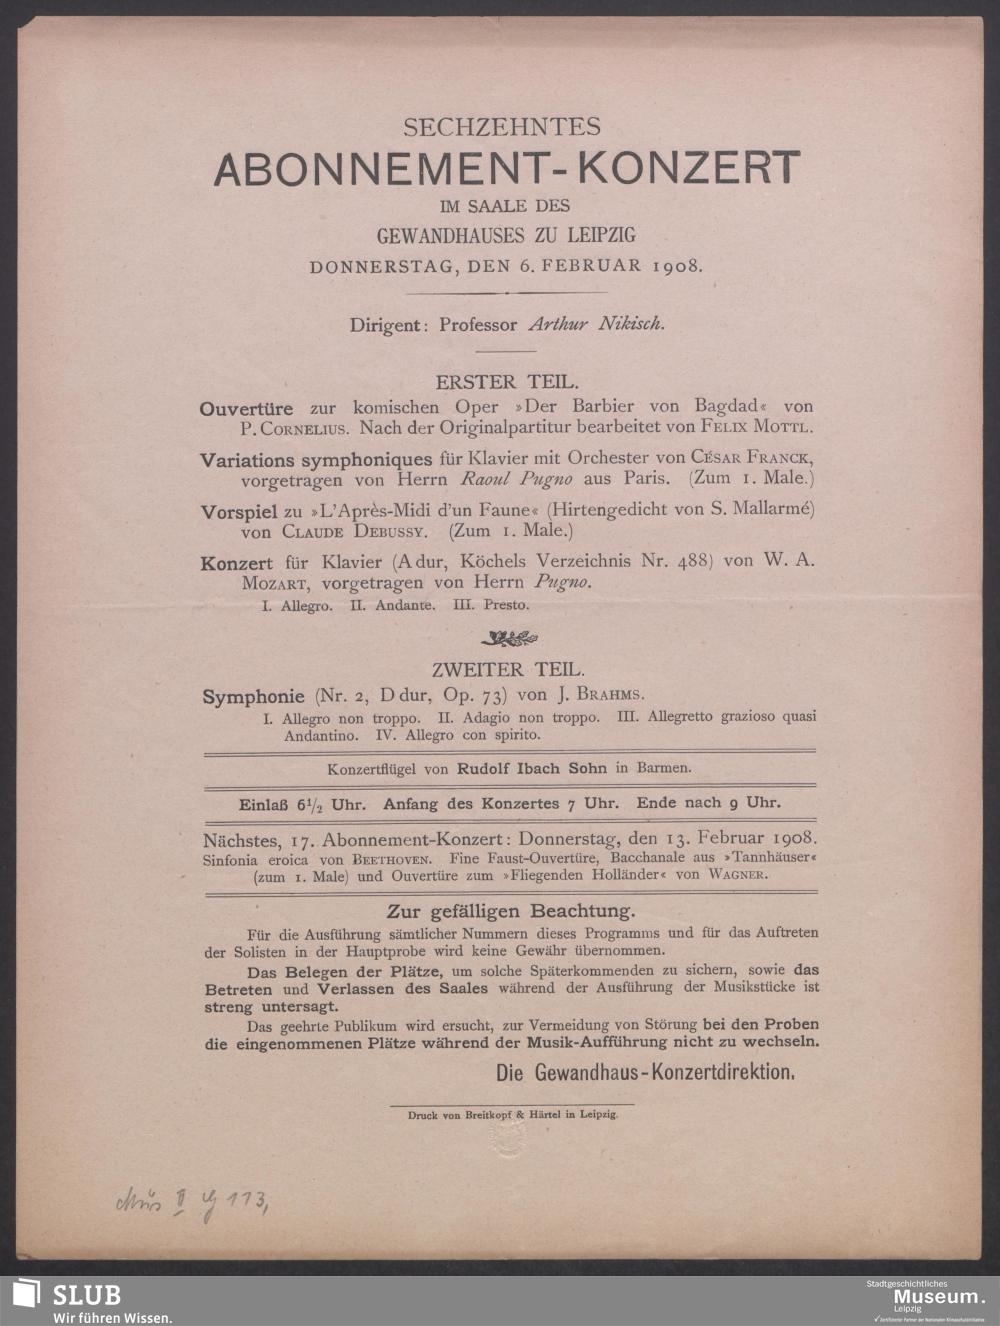 SECHZEHNTES
ABONNEMENT-KONZERT
IM SAALE DES
GEWANDHAUSES ZU LEIPZIG
DONNERSTAG, DEN 6. FEBRUAR 1908.
Dirigent: Professor Arthur Nikisch.
ERSTER TEIL.
Ouvertüre zur komischen Oper »Der Barbier von Bagdad« von
P. CORNELIUS. Nach der Originalpartitur bearbeitet von FELIX MOTTL.
Variations symphoniques für Klavier mit Orchester von CÉSAR FRANCK,
vorgetragen von Herrn Raoul Pugno aus Paris. (Zum 1. Male.)
Vorspiel zu »L'Après-Midi d'un Faune« (Hirtengedicht von S. Mallarmé)
von CLAUDE DEBUSSY. (Zum 1. Male.)
Konzert für Klavier (A dur, Köchels Verzeichnis Nr. 488) von W. A.
MOZART, vorgetragen von Herrn Pugno.
I. Allegro. II. Andante. III. Presto.
ZWEITER TEIL.
Symphonie (Nr. 2, D dur, Op. 73) von J. BRAHMS.
I. Allegro non troppo. II. Adagio non troppo. III. Allegretto grazioso quasi
Andantino. IV. Allegro con spirito.
Konzertflügel von Rudolf Ibach Sohn in Barmen.
Einlaß 6½ Uhr. Anfang des Konzertes 7 Uhr. Ende nach 9 Uhr.
Nächstes, 17. Abonnement-Konzert: Donnerstag, den 13. Februar 1908.
Sinfonia eroica von BEETHOVEN. Fine Faust-Ouvertüre, Bacchanale aus »Tannhäuser«
(zum 1. Male) und Ouvertüre zum »Fliegenden Holländer« von WAGNER.
Zur gefälligen Beachtung.
Für die Ausführung sämtlicher Nummern dieses Programms und für das Auftreten
der Solisten in der Hauptprobe wird keine Gewähr übernommen.
Das Belegen der Plätze, um solche Späterkommenden zu sichern, sowie das
Betreten und Verlassen des Saales während der Ausführung der Musikstücke ist
streng untersagt.
Das geehrte Publikum wird ersucht, zur Vermeidung von Störung bei den Proben
die eingenommenen Plätze während der Musik-Aufführung nicht zu wechseln.
Die Gewandhaus-Konzertdirektion.
Druck von Breitkopf & Härtel in Leipzig.
Mus II G 113,
SLUB
Wir führen Wissen.
Stadtgeschichtliches
Museum.
Leipzig
Zertifizierter Partner der Nationalen Klimaschutzinitiative